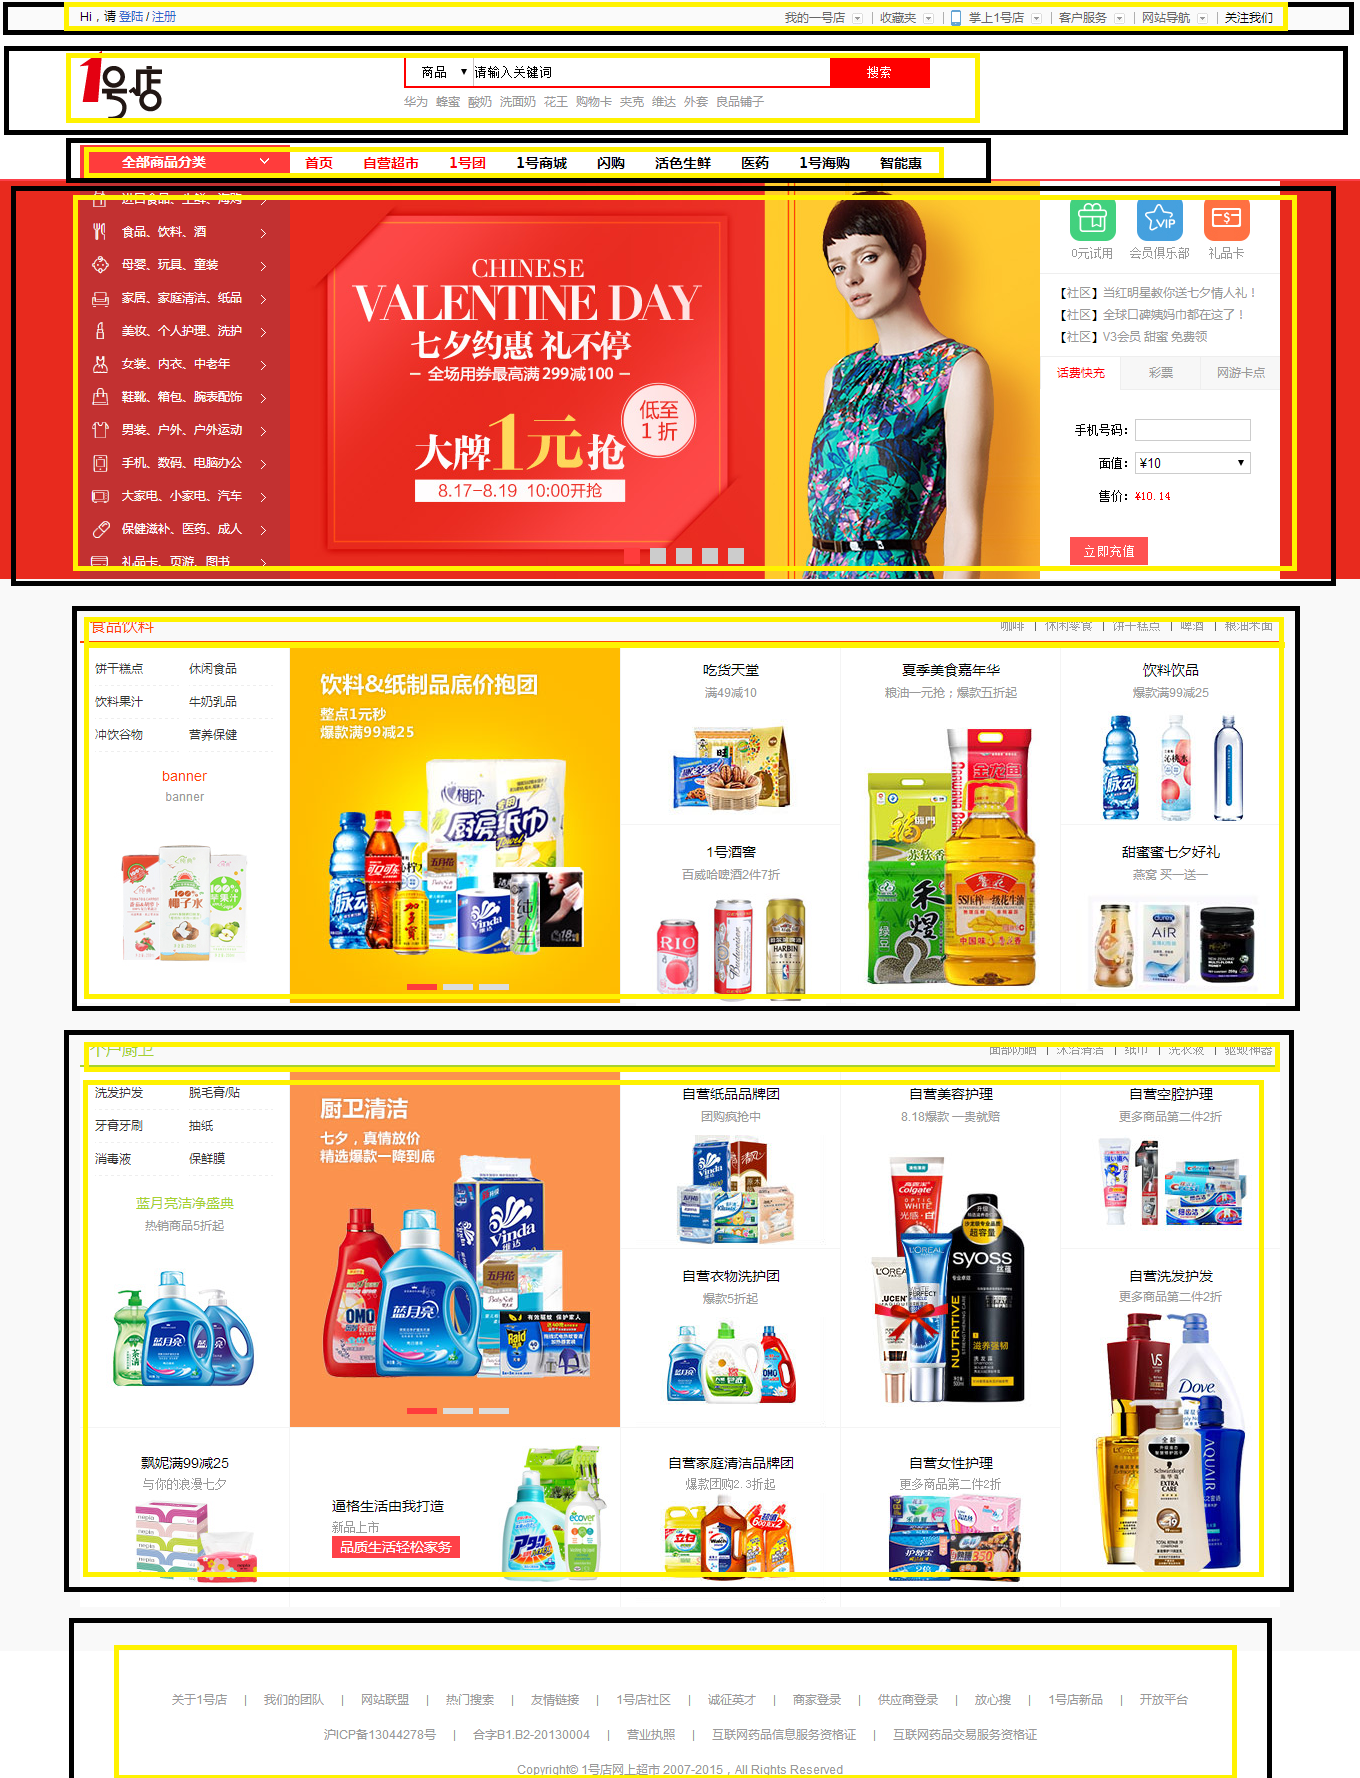 Hi，请 登陆 / 注册
我的一号店 | 收藏夹 | 掌上1号店 | 客户服务 | 网站导航 | 关注我们
1号店
商品 请输入关键词 搜索
华为 蜂蜜 酸奶 洗面奶 花王 购物卡 夹克 维达 外套 良品铺子
全部商品分类 首页 自营超市 1号团 1号商城 闪购 活色生鲜 医药 1号海购 智能惠
进口食品、生鲜、海购
食品、饮料、酒
母婴、玩具、童装
家居、家庭清洁、纸品
美妆、个人护理、洗护
女装、内衣、中老年
鞋靴、箱包、腕表配饰
男装、户外、户外运动
手机、数码、电脑办公
大家电、小家电、汽车
保健滋补、医药、成人
礼品卡、页游、图书
CHINESE
VALENTINE DAY
七夕约惠 礼不停
全场用券最高满299减100
低至
1 折
大牌1元抢
8.17-8.19 10:00开抢
VIP
0元试用 会员俱乐部 礼品卡
【社区】当红明星教你送七夕情人礼！
【社区】全球口碑姨妈巾都在这了！
【社区】V3会员 甜蜜 免费领
话费快充 彩票 网游卡点
手机号码：
面值：¥10
售价：¥10.14
立即充值
食品饮料
咖啡 | 休闲零食 | 饼干糕点 | 啤酒 | 粮油米面
饼干糕点 休闲食品
饮料果汁 牛奶乳品
冲饮谷物 营养保健
banner
banner
饮料&纸制品底价抱团
整点1元秒
爆款满99减25
吃货天堂
满49减10
夏季美食嘉年华
粮油一元抢；爆款五折起
饮料饮品
爆款满99减25
1号酒窖
百威哈啤酒2件7折
甜蜜蜜七夕好礼
燕窝 买一送一
个户厨卫
面部防晒 | 沐浴清洁 | 纸巾 | 洗衣液 | 驱蚊神器
洗发护发 脱毛膏/贴
牙膏牙刷 抽纸
消毒液 保鲜膜
蓝月亮洁净盛典
热销商品5折起
厨卫清洁
七夕，真情放价
精选爆款一降到底
自营纸品品牌团
团购疯抢中
自营美容护理
8.18爆款 一贵就赔
自营空腔护理
更多商品第二件2折
自营衣物洗护团
爆款5折起
自营洗发护发
更多商品第二件2折
飘妮满99减25
与你的浪漫七夕
逼格生活由我打造
新品上市
品质生活轻松家务
自营家庭清洁品牌团
爆款团购2.3折起
自营女性护理
更多商品第二件2折
关于1号店 | 我们的团队 | 网站联盟 | 热门搜索 | 友情链接 | 1号店社区 | 诚征英才 | 商家登录 | 供应商登录 | 放心搜 | 1号店新品 | 开放平台
沪ICP备13044278号 | 合字B1.B2-20130004 | 营业执照 | 互联网药品信息服务资格证 | 互联网药品交易服务资格证
Copyright© 1号店网上超市 2007-2015，All Rights Reserved